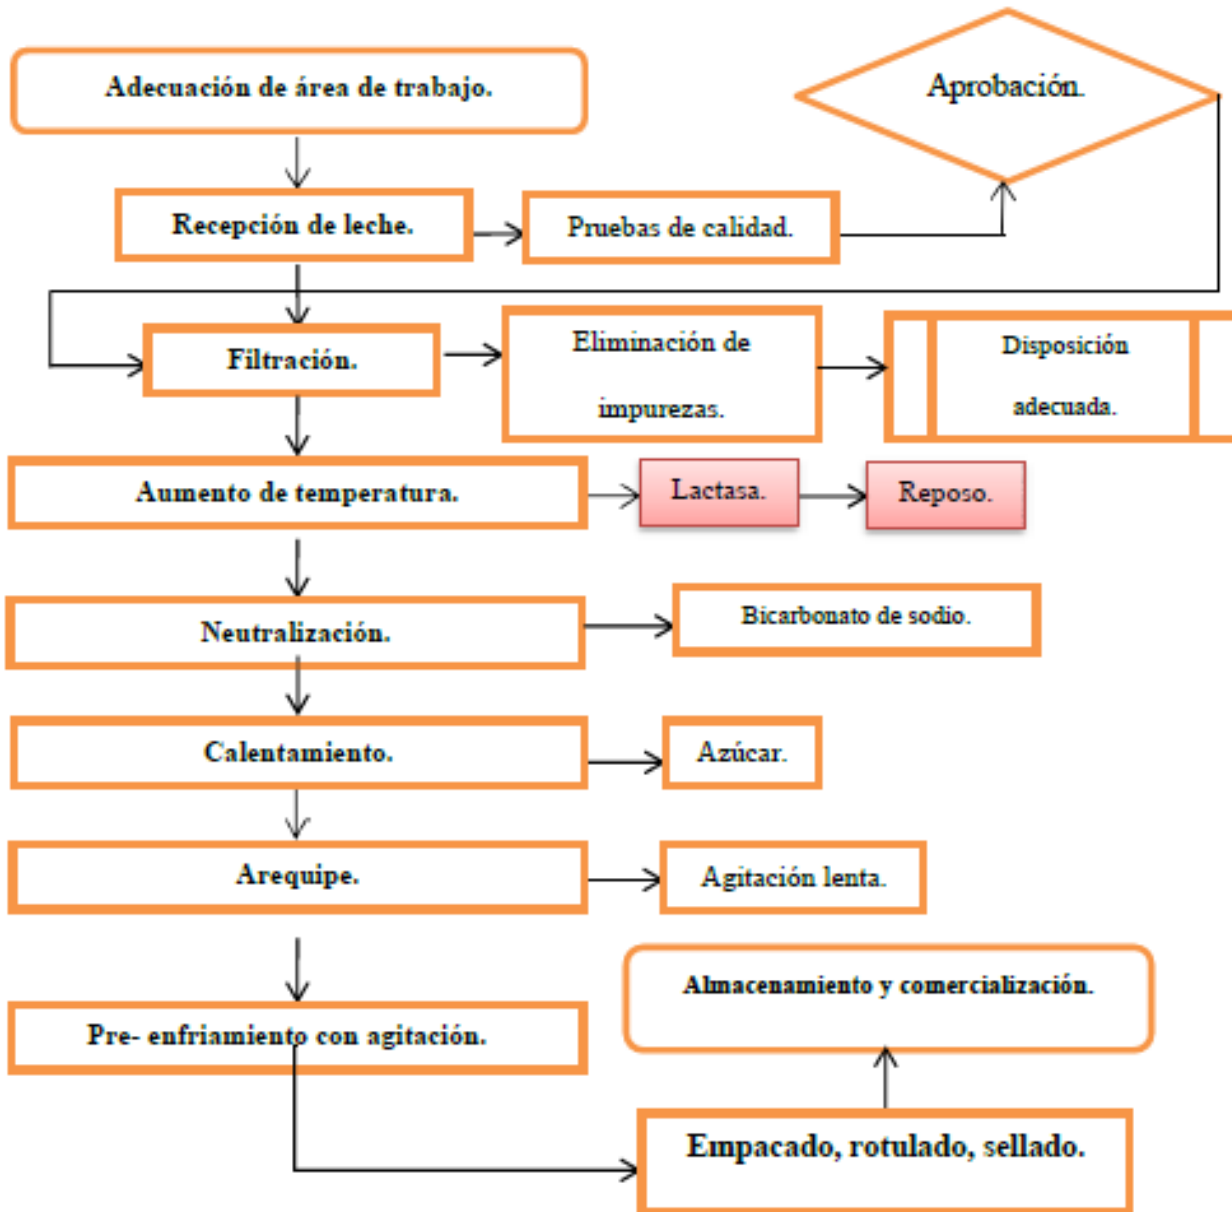 Adecuación de área de trabajo.
Aprobación.
Recepción de leche.
Pruebas de calidad.
Filtración.
Eliminación de
impurezas.
Disposición
adecuada.
Aumento de temperatura.
Lactasa.
Reposo.
Neutralización.
Bicarbonato de sodio.
Calentamiento.
Azúcar.
Arequipe.
Agitación lenta.
Pre- enfriamiento con agitación.
Almacenamiento y comercialización.
Empacado, rotulado, sellado.